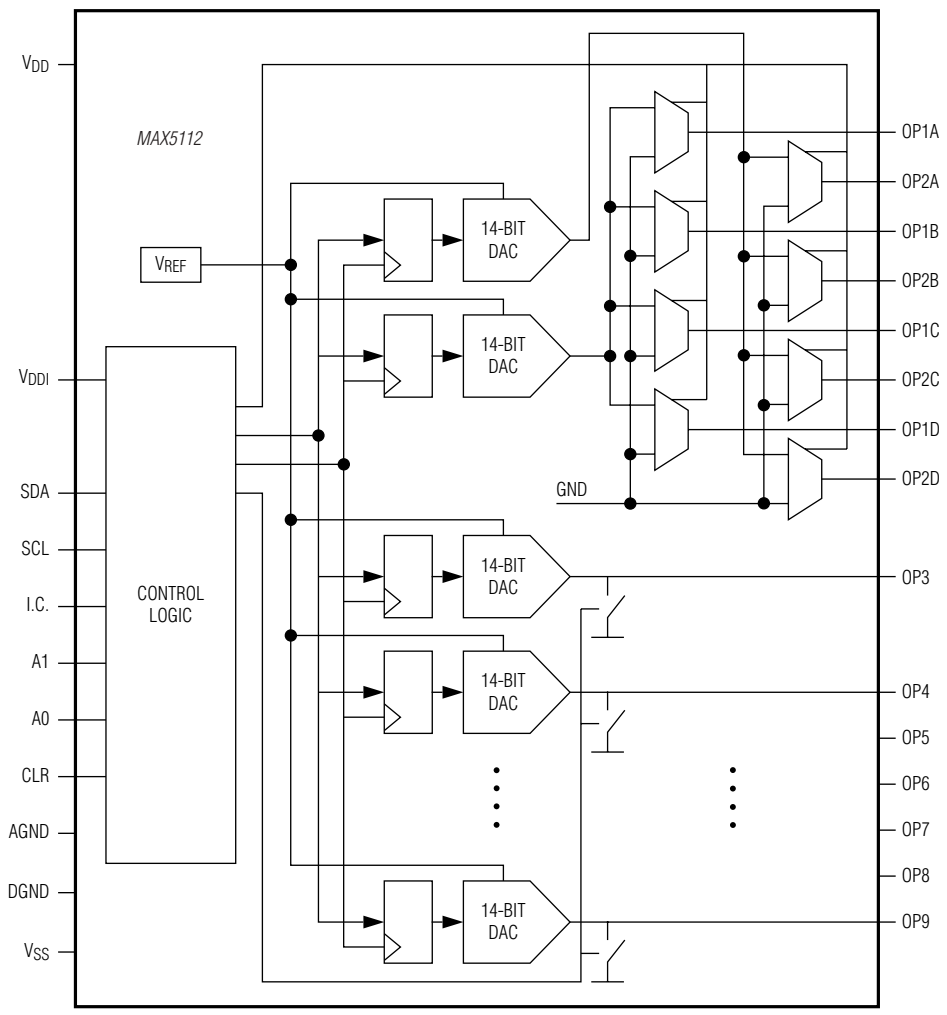 VDD
MAX5112
OP1A
OP2A
14-BIT
DAC
OP1B
VREF
OP2B
14-BIT
DAC
OP1C
VDDI
OP2C
OP1D
OP2D
GND
SDA
SCL
14-BIT
DAC
OP3
CONTROL
LOGIC
I.C.
A1
14-BIT
DAC
OP4
A0
OP5
CLR
OP6
AGND
OP7
OP8
DGND
14-BIT
DAC
OP9
VSS